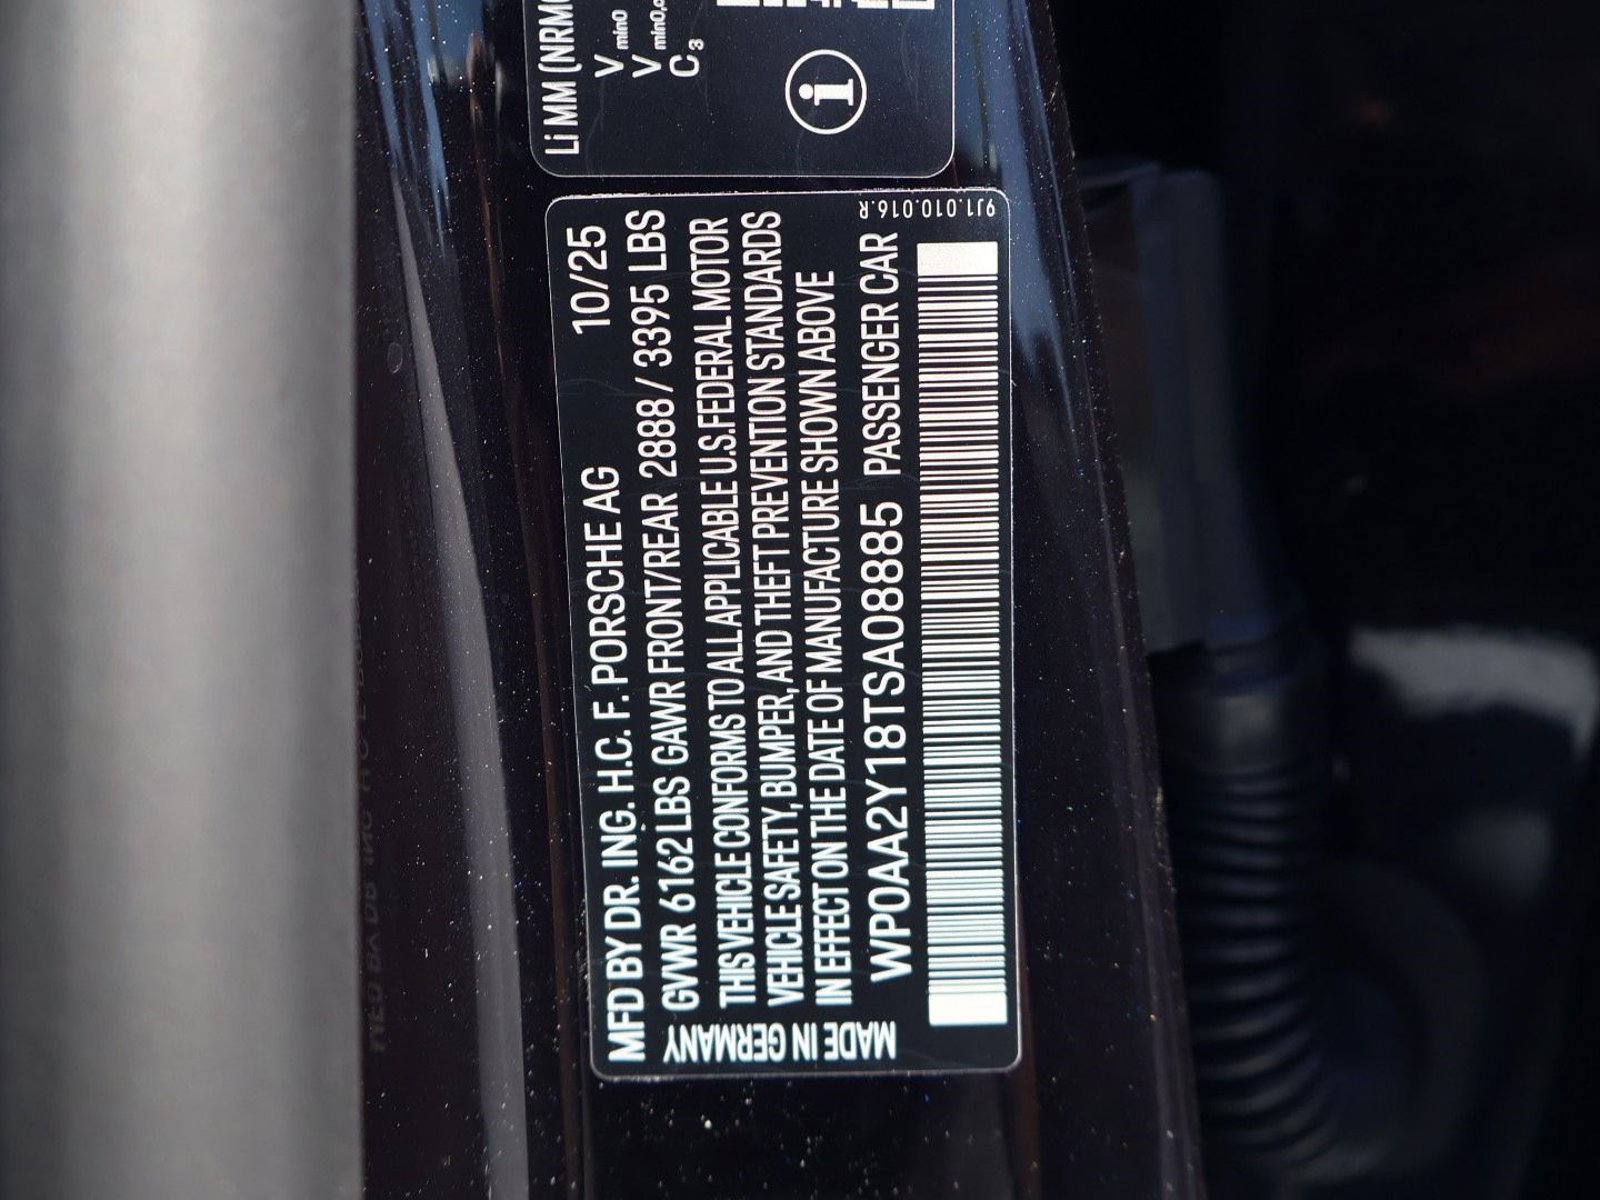 Li MM (NRM
V min0
V min0,
C 3
i
MFD BY DR. ING. H.C. F. PORSCHE AG 10/25
GVWR 6162 LBS GAWR FRONT/REAR 2888 / 3395 LBS
THIS VEHICLE CONFORMS TO ALL APPLICABLE U.S. FEDERAL MOTOR
VEHICLE SAFETY, BUMPER, AND THEFT PREVENTION STANDARDS
IN EFFECT ON THE DATE OF MANUFACTURE SHOWN ABOVE
WP0AA2Y18TSA08885 PASSENGER CAR
MADE IN GERMANY
9J1.010.016.R